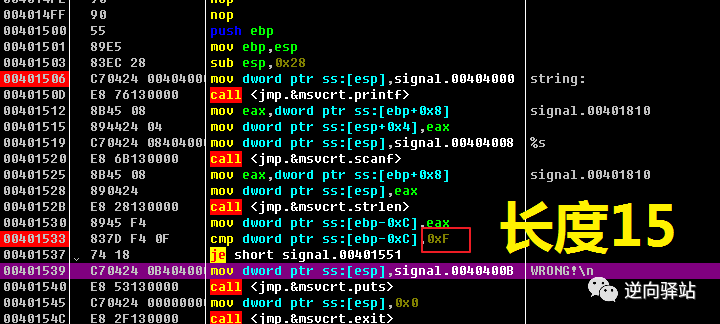 004014FE 90 nop
004014FF 90 nop
00401500 55 push ebp
00401501 89E5 mov ebp,esp
00401503 83EC 28 sub esp,0x28
00401506 C70424 00404000 mov dword ptr ss:[esp],signal.00404000 string:
0040150D E8 76130000 call <jmp.&msvcrt.printf>
00401512 8B45 08 mov eax,dword ptr ss:[ebp+0x8] signal.00401810
00401515 894424 04 mov dword ptr ss:[esp+0x4],eax
00401519 C70424 08404000 mov dword ptr ss:[esp],signal.00404008 %s
00401520 E8 6B130000 call <jmp.&msvcrt.scanf>
00401525 8B45 08 mov eax,dword ptr ss:[ebp+0x8] signal.00401810
00401528 890424 mov dword ptr ss:[esp],eax
0040152B E8 28130000 call <jmp.&msvcrt.strlen>
00401530 8945 F4 mov dword ptr ss:[ebp-0xC],eax
00401533 837D F4 0F cmp dword ptr ss:[ebp-0xC],0xF
长度15
00401537 74 18 je short signal.00401551
00401539 C70424 0B404000 mov dword ptr ss:[esp],signal.0040400B WRONG!\n
00401540 E8 53130000 call <jmp.&msvcrt.puts>
逆向驿站
00401545 C70424 00000000 mov dword ptr ss:[esp],0x0
0040154C E8 2F130000 call <jmp.&msvcrt.exit>